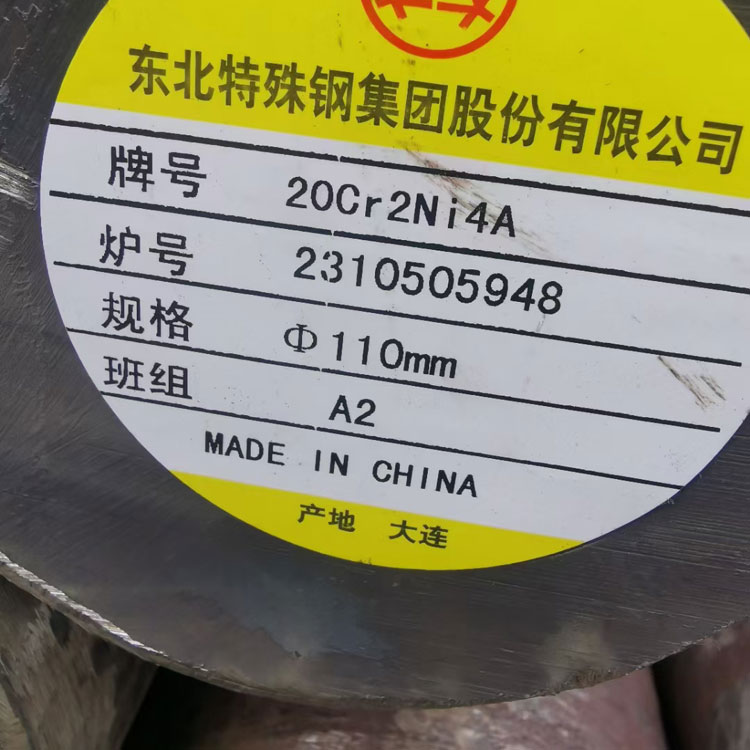 东北特殊钢集团股份有限公司
牌号 20Cr2Ni4A
炉号 2310505948
规格 Φ110mm
班组 A2
MADE IN CHINA
产地 大连